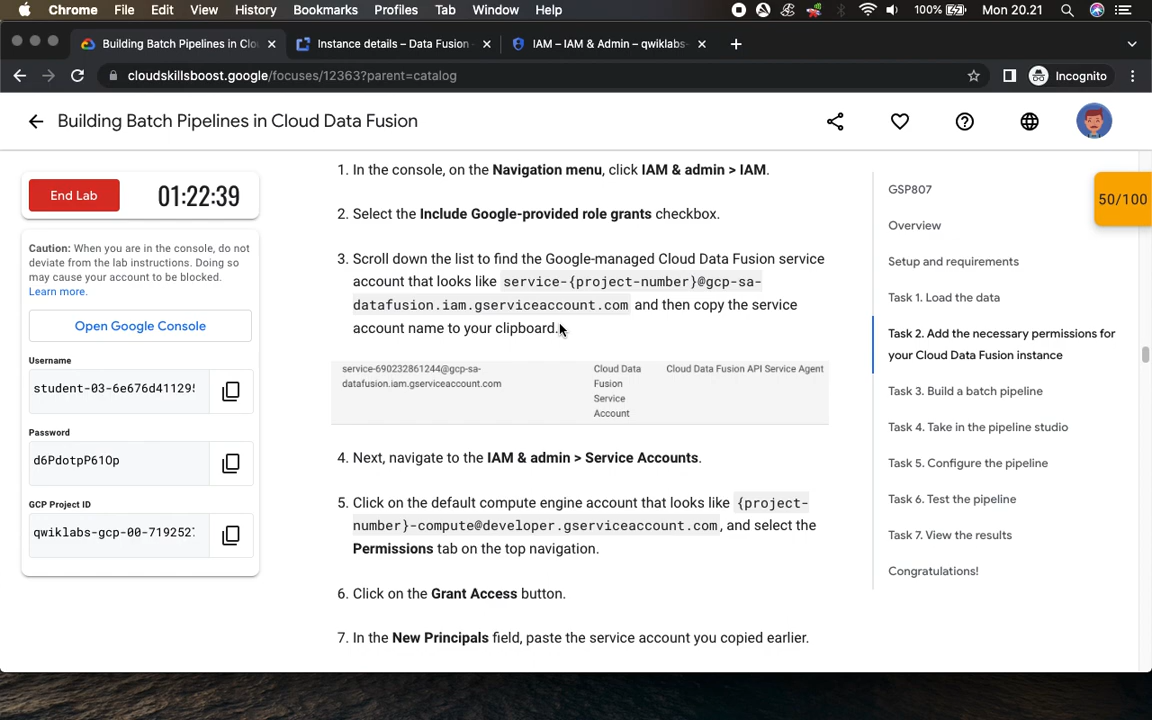 Chrome File Edit View History Bookmarks Profiles Tab Window Help 100% Mon 20.21
Building Batch Pipelines in Clo Instance details – Data Fusion IAM – IAM & Admin – qwiklabs-
cloudskillsboost.google/focuses/12363?parent=catalog Incognito
Building Batch Pipelines in Cloud Data Fusion
End Lab 01:22:39
Caution: When you are in the console, do not
deviate from the lab instructions. Doing so
may cause your account to be blocked.
Learn more.
Open Google Console
Username
student-03-6e676d41129
Password
d6PdotpP61Op
GCP Project ID
qwiklabs-gcp-00-719252
1. In the console, on the Navigation menu, click IAM & admin > IAM.
2. Select the Include Google-provided role grants checkbox.
3. Scroll down the list to find the Google-managed Cloud Data Fusion service
account that looks like service-{project-number}@gcp-sa-
datafusion.iam.gserviceaccount.com and then copy the service
account name to your clipboard.
service-690232861244@gcp-sa-
datafusion.iam.gserviceaccount.com
Cloud Data
Fusion
Service
Account
Cloud Data Fusion API Service Agent
4. Next, navigate to the IAM & admin > Service Accounts.
5. Click on the default compute engine account that looks like {project-
number}-compute@developer.gserviceaccount.com, and select the
Permissions tab on the top navigation.
6. Click on the Grant Access button.
7. In the New Principals field, paste the service account you copied earlier.
GSP807
Overview
Setup and requirements
Task 1. Load the data
Task 2. Add the necessary permissions for
your Cloud Data Fusion instance
Task 3. Build a batch pipeline
Task 4. Take in the pipeline studio
Task 5. Configure the pipeline
Task 6. Test the pipeline
Task 7. View the results
Congratulations!
50/100